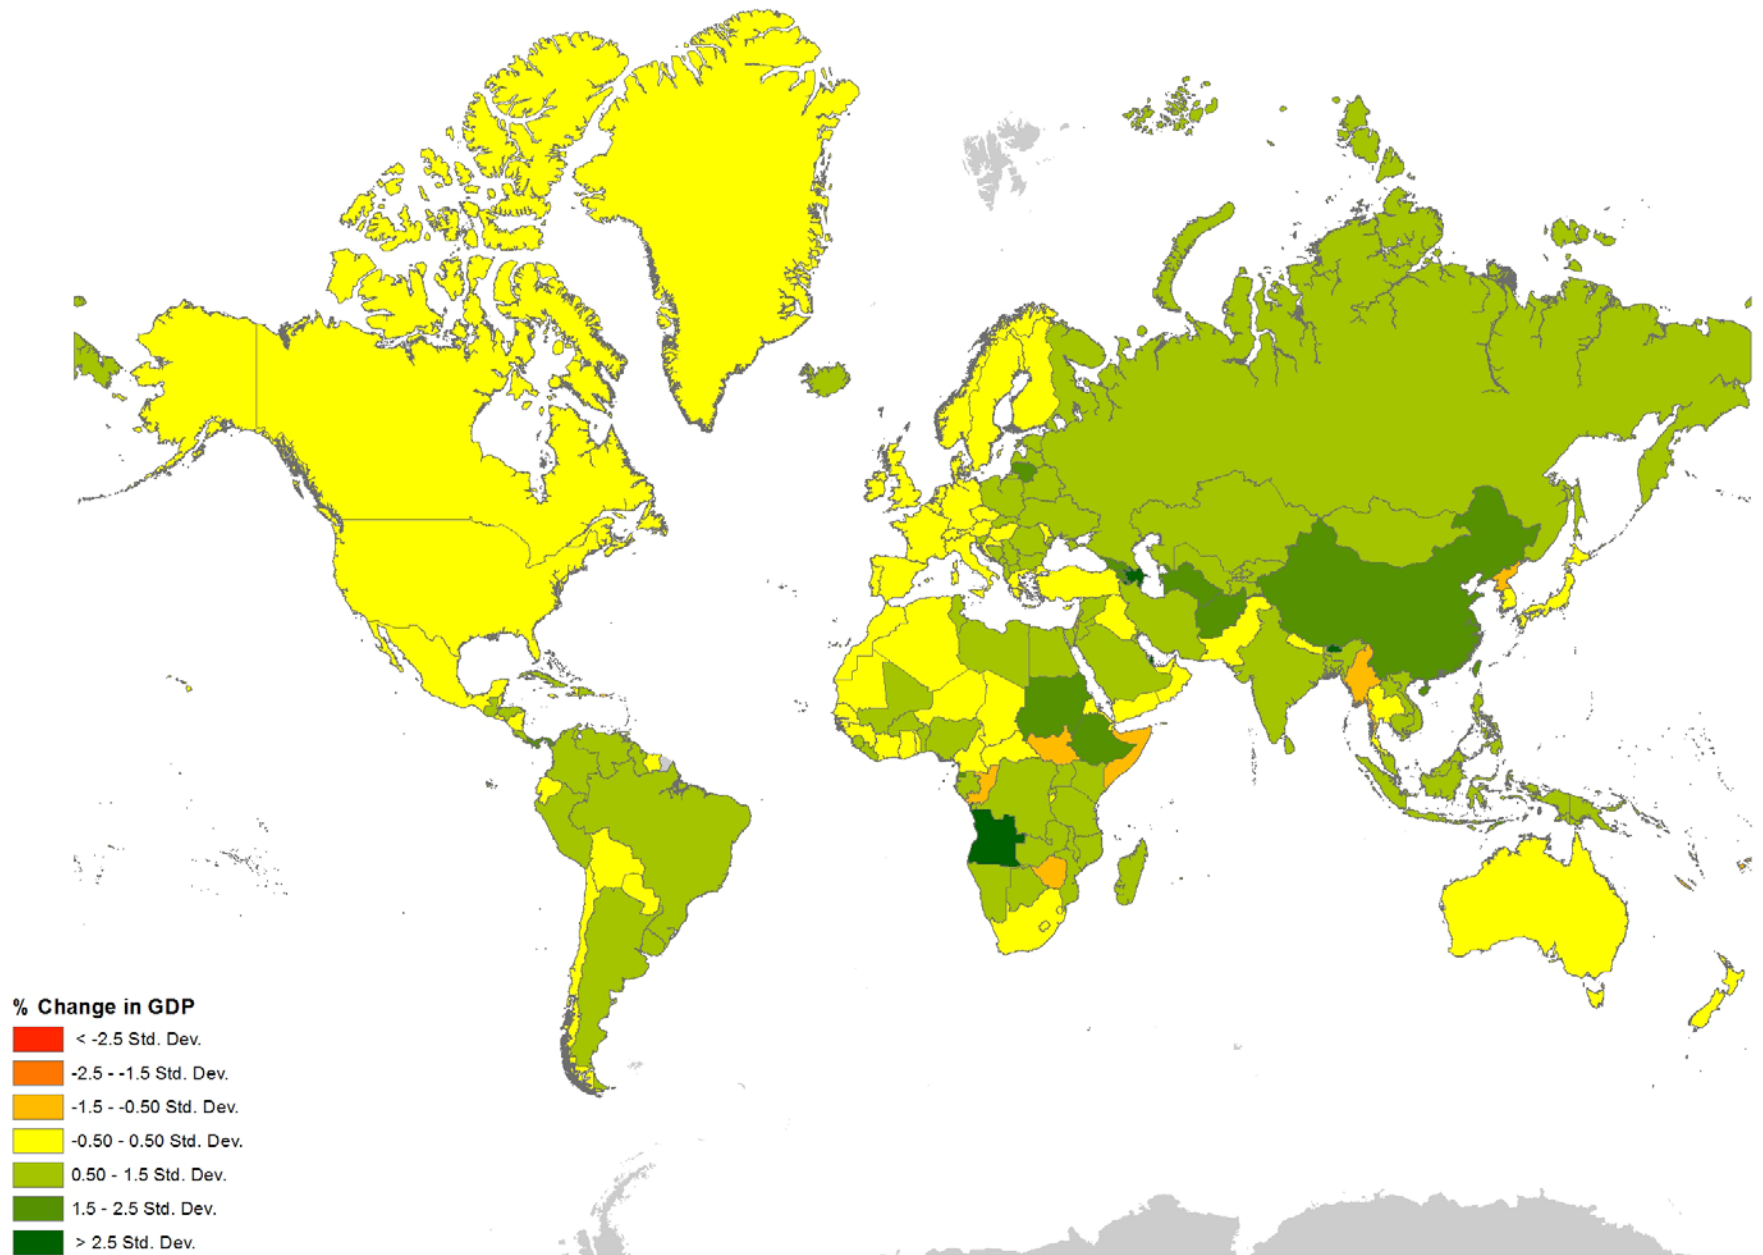 % Change in GDP
< -2.5 Std. Dev.
-2.5 - -1.5 Std. Dev.
-1.5 - -0.50 Std. Dev.
-0.50 - 0.50 Std. Dev.
0.50 - 1.5 Std. Dev.
1.5 - 2.5 Std. Dev.
> 2.5 Std. Dev.